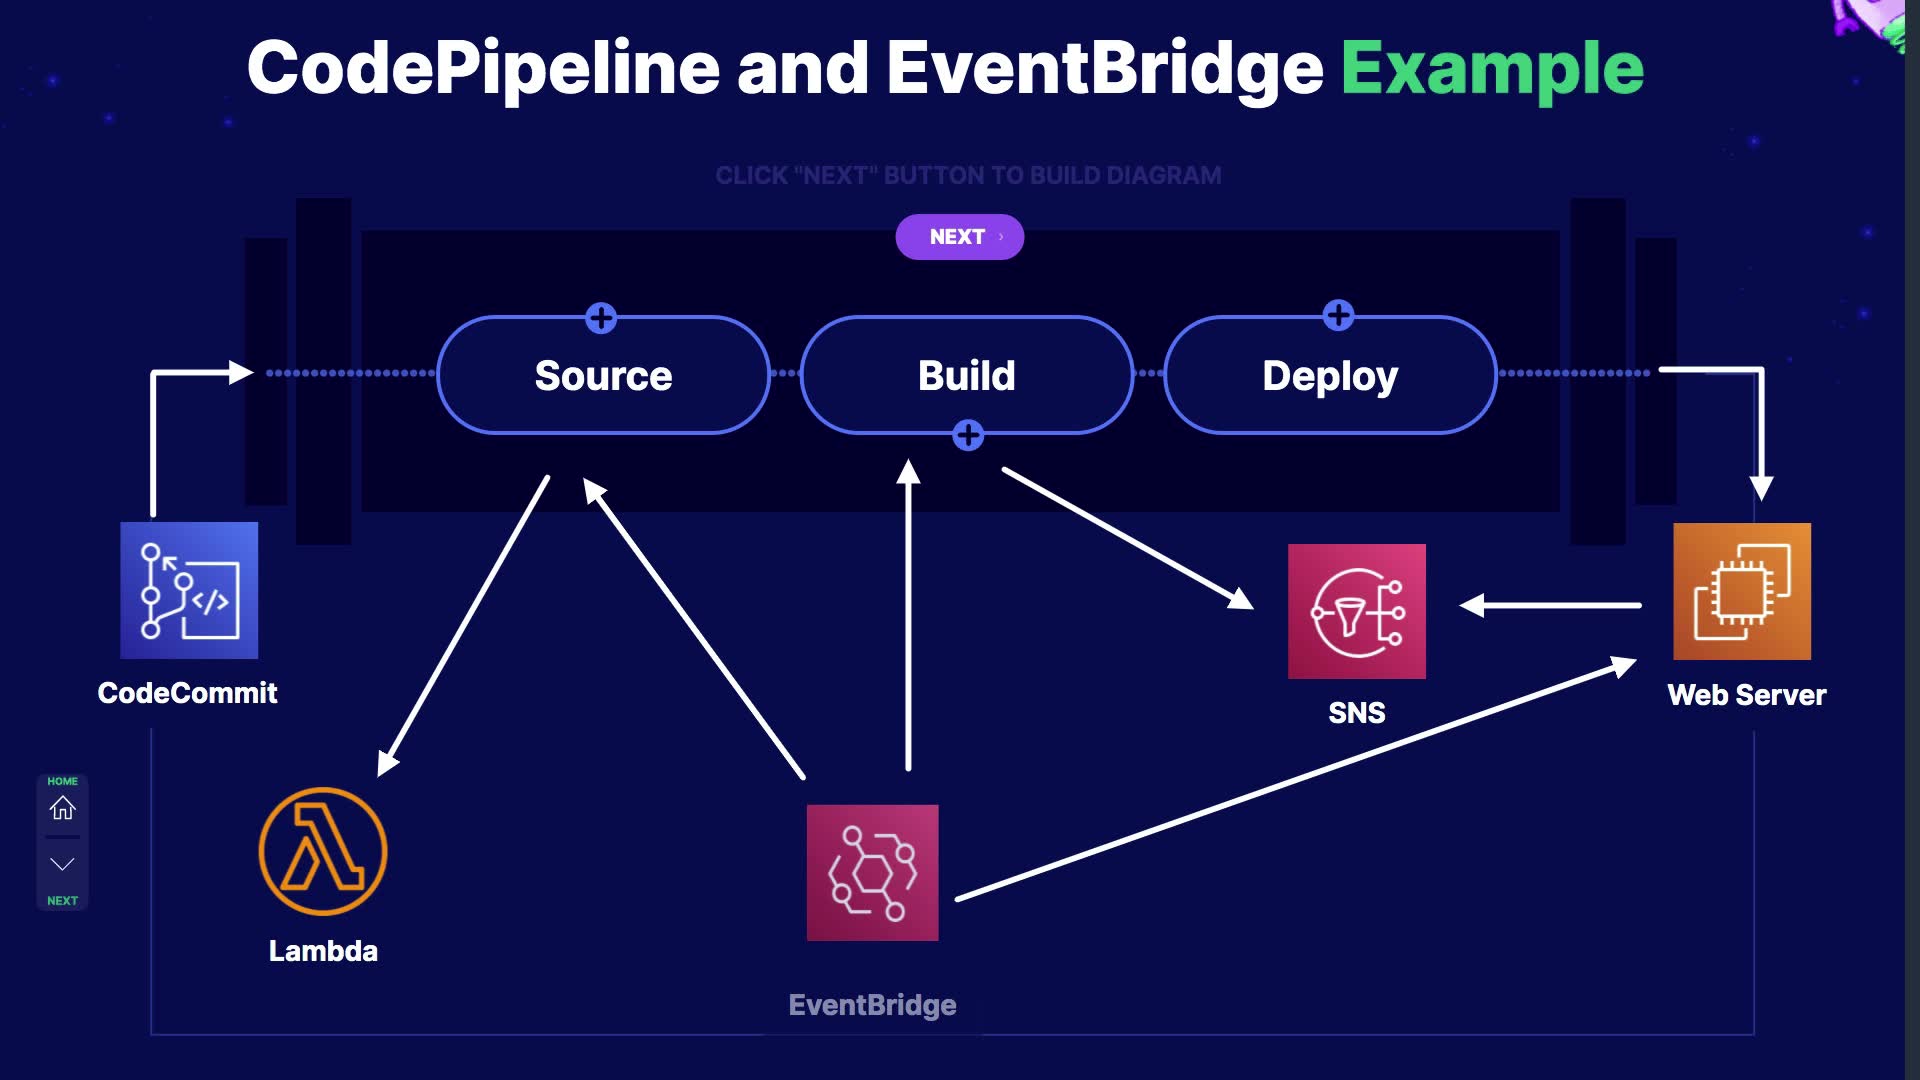 CodePipeline and EventBridge Example
CLICK "NEXT" BUTTON TO BUILD DIAGRAM
NEXT ›
Source
Build
Deploy
</>
CodeCommit
SNS
Web Server
HOME
NEXT
Lambda
EventBridge